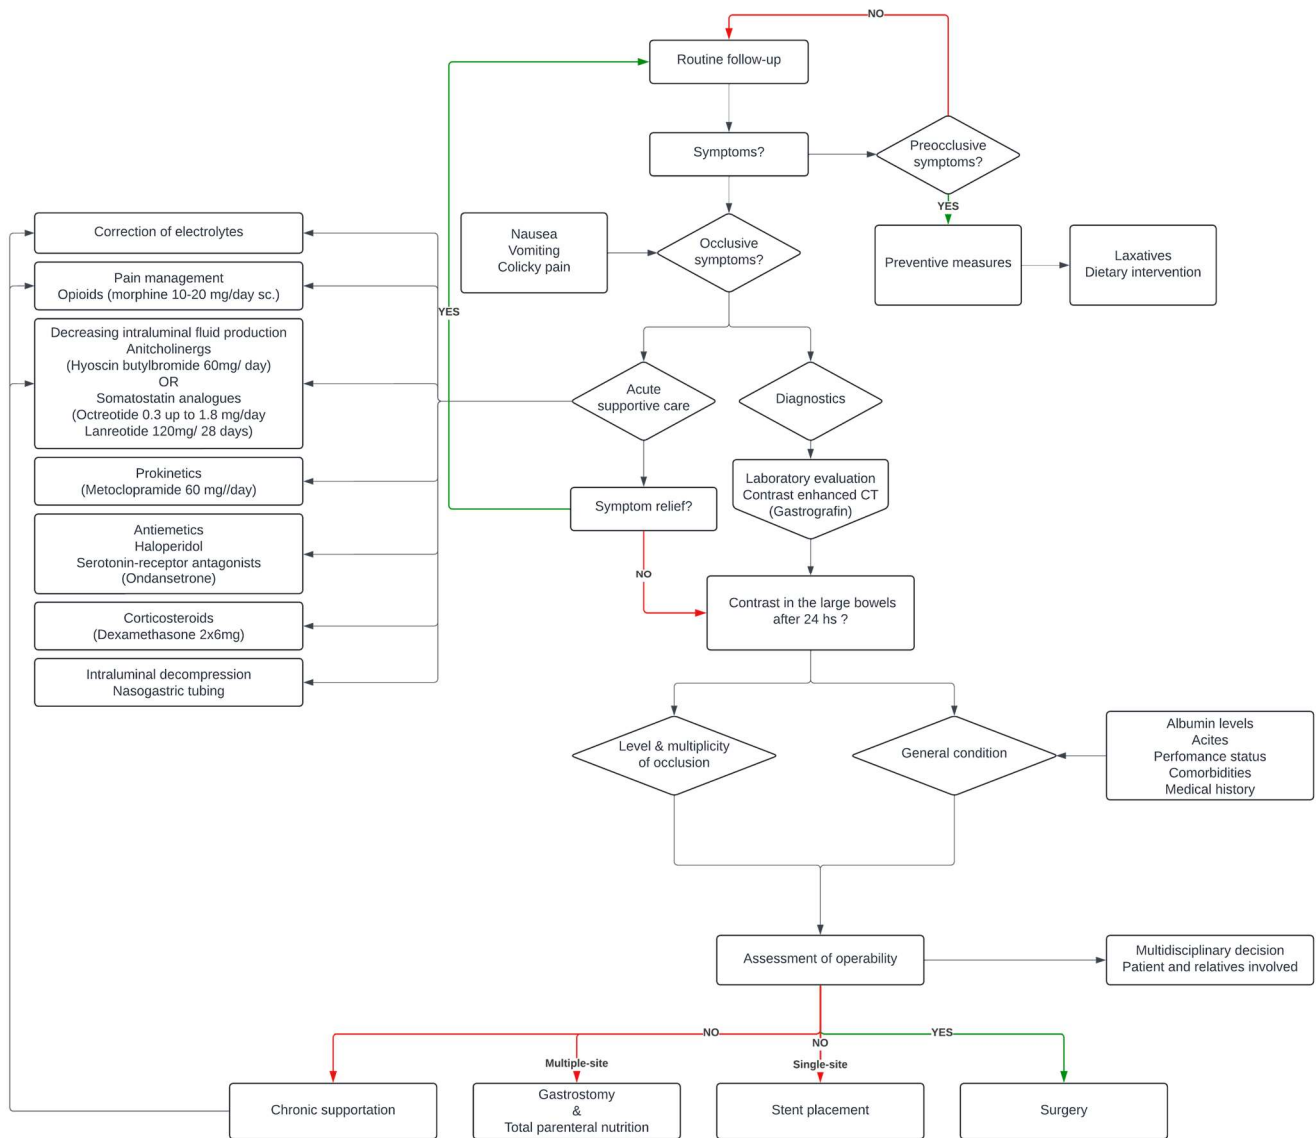 NO
Routine follow-up
Symptoms?
Preocclusive
symptoms?
YES
Correction of electrolytes
Nausea
Vomiting
Colicky pain
Occlusive
symptoms?
Preventive measures
Laxatives
Dietary intervention
Pain management
Opioids (morphine 10-20 mg/day sc.)
YES
Decreasing intraluminal fluid production
Anitcholinergs
(Hyoscin butylbromide 60mg/ day)
OR
Somatostatin analogues
(Octreotide 0.3 up to 1.8 mg/day
Lanreotide 120mg/ 28 days)
Acute
supportive care
Diagnostics
Prokinetics
(Metoclopramide 60 mg//day)
Symptom relief?
Laboratory evaluation
Contrast enhanced CT
(Gastrografin)
Antiemetics
Haloperidol
Serotonin-receptor antagonists
(Ondansetrone)
NO
Contrast in the large bowels
after 24 hs ?
Corticosteroids
(Dexamethasone 2x6mg)
Intraluminal decompression
Nasogastric tubing
Level & multiplicity
of occlusion
General condition
Albumin levels
Acites
Perfomance status
Comorbidities
Medical history
Assessment of operability
Multidisciplinary decision
Patient and relatives involved
NO
NO
YES
Multiple-site
Single-site
Chronic supportation
Gastrostomy
&
Total parenteral nutrition
Stent placement
Surgery